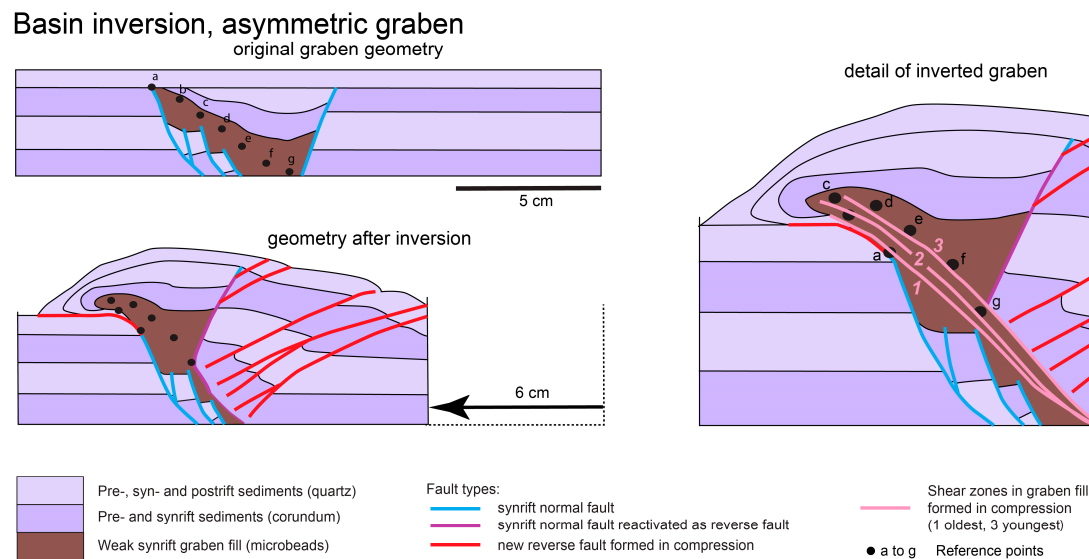 Basin inversion, asymmetric graben
original graben geometry
a
b
c
d
e
f
g
5 cm
detail of inverted graben
c
d
e
a
f
g
1
2
3
geometry after inversion
6 cm
Pre-, syn- and postrift sediments (quartz)
Pre- and synrift sediments (corundum)
Weak synrift graben fill (microbeads)
Fault types:
synrift normal fault
synrift normal fault reactivated as reverse fault
new reverse fault formed in compression
Shear zones in graben fill
formed in compression
(1 oldest, 3 youngest)
a to g Reference points